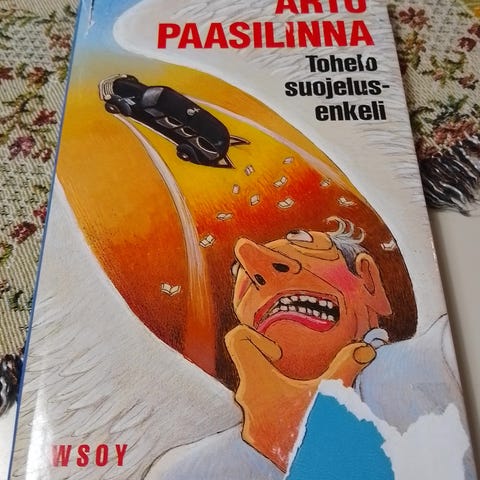 ARTO
PAASILINNA
Tohelo
suojelus-
enkeli
WSOY